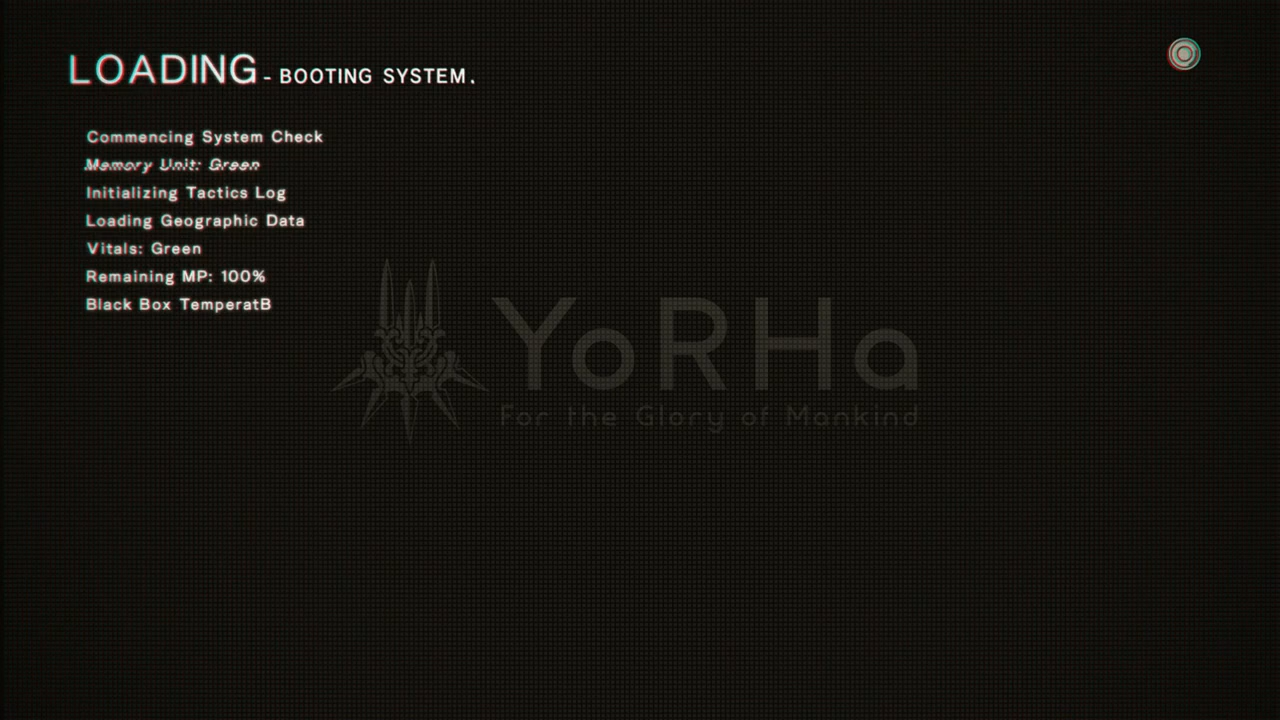 LOADING - BOOTING SYSTEM.
Commencing System Check
Memory Unit: Green
Initializing Tactics Log
Loading Geographic Data
Vitals: Green
Remaining MP: 100%
Black Box TemperatB
YoRHa
For the Glory of Mankind